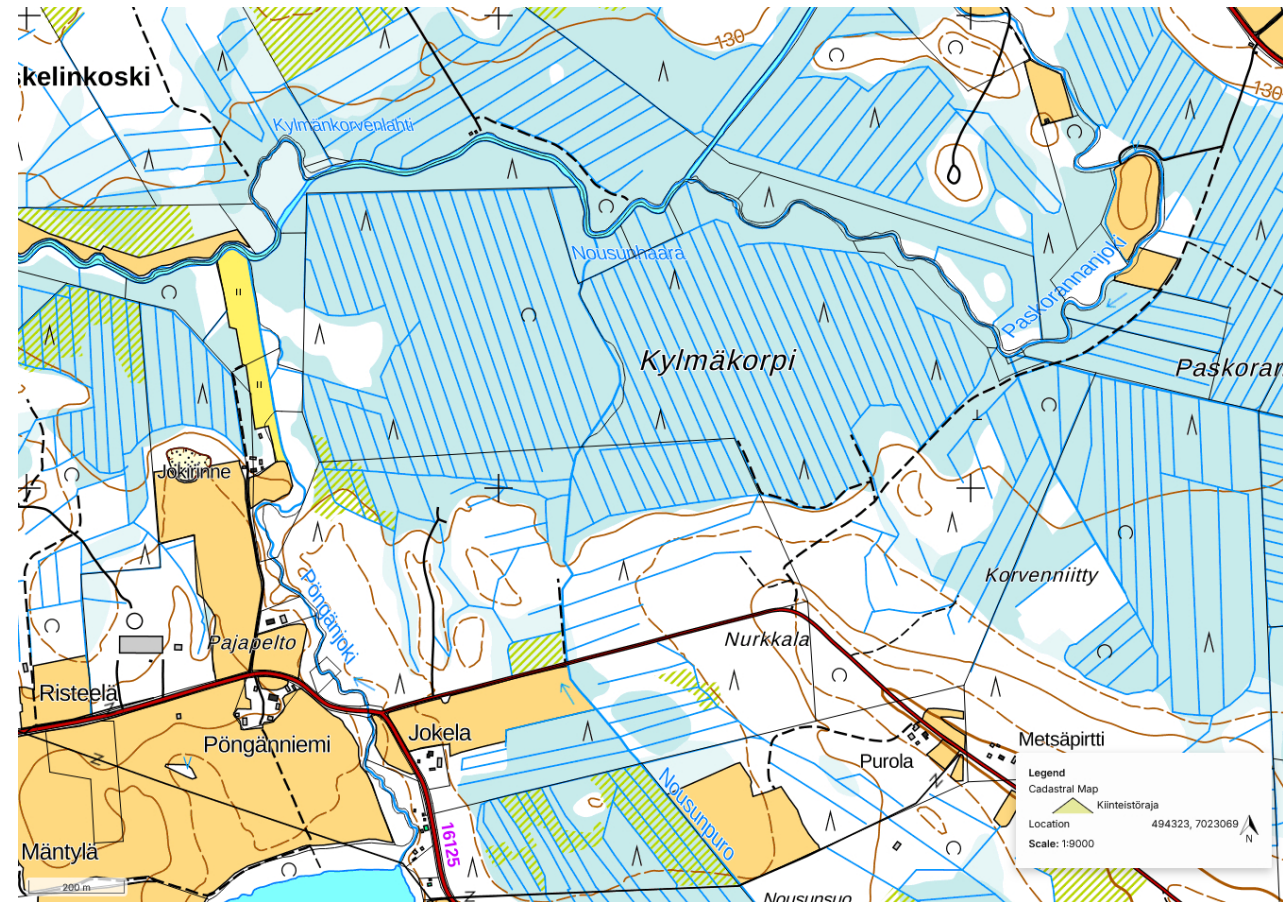 130
skelinkoski
130
Kylmänkorvenlahti
Nousunhaara
Paskorannanjoki
Kylmäkorpi
Paskoran
Jokirinne
Korvenniitty
Pöngänjoki
Pajapelto
Nurkkala
Risteelä
Jokela
Metsäpirtti
Pöngänniemi
Purola
Nousunpuro
Mäntylä
16125
Nousunsuo
200 m
Legend
Cadastral Map
Kiinteistöraja
Location 494323, 7023069
N
Scale: 1:9000